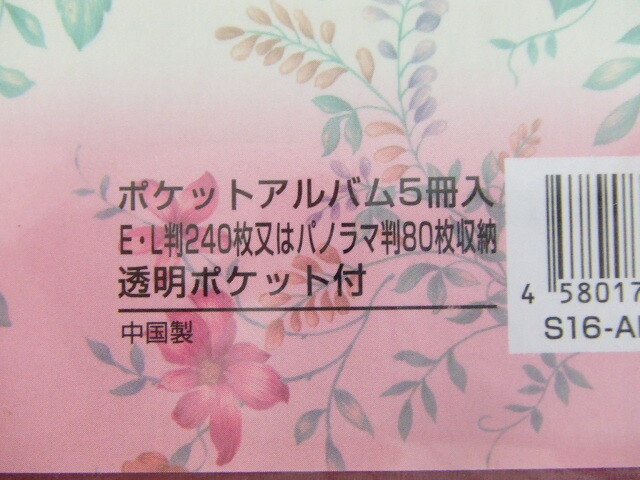 ポケットアルバム5冊入
E・L判240枚又はパノラマ判80枚収納
透明ポケット付
中国製
4 58017
S16-A